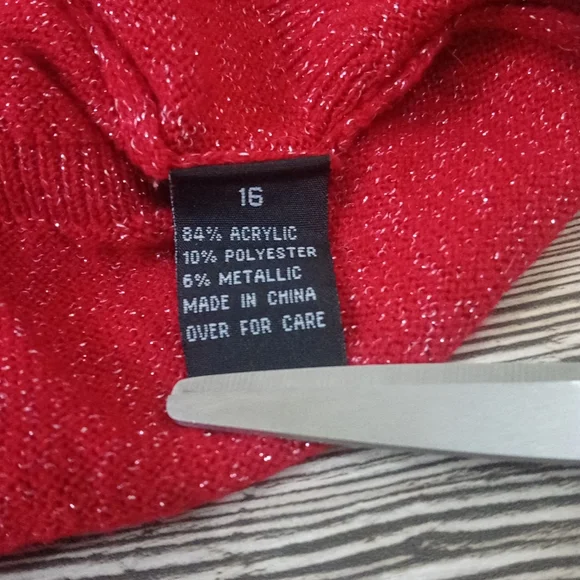 16
84% ACRYLIC
10% POLYESTER
6% METALLIC
MADE IN CHINA
OVER FOR CARE